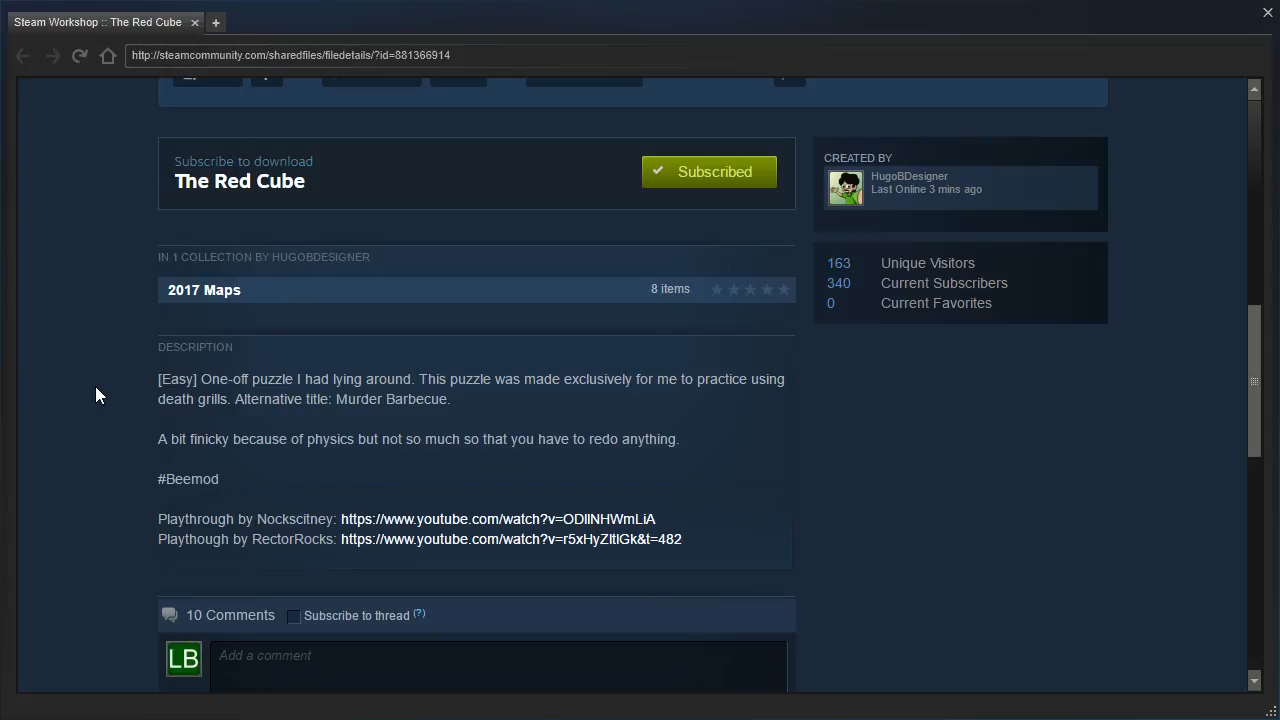 Steam Workshop :: The Red Cube
http://steamcommunity.com/sharedfiles/filedetails/?id=881366914
Subscribe to download
The Red Cube
Subscribed
CREATED BY
HugoBDesigner
Last Online 3 mins ago
163 Unique Visitors
340 Current Subscribers
0 Current Favorites
IN 1 COLLECTION BY HUGOBDESIGNER
2017 Maps 8 items
DESCRIPTION
[Easy] One-off puzzle I had lying around. This puzzle was made exclusively for me to practice using
death grills. Alternative title: Murder Barbecue.
A bit finicky because of physics but not so much so that you have to redo anything.
#Beemod
Playthrough by Nockscitney: https://www.youtube.com/watch?v=ODllNHWmLiA
Playthough by RectorRocks: https://www.youtube.com/watch?v=r5xHyZItlGk&t=482
10 Comments Subscribe to thread (?)
LB
Add a comment